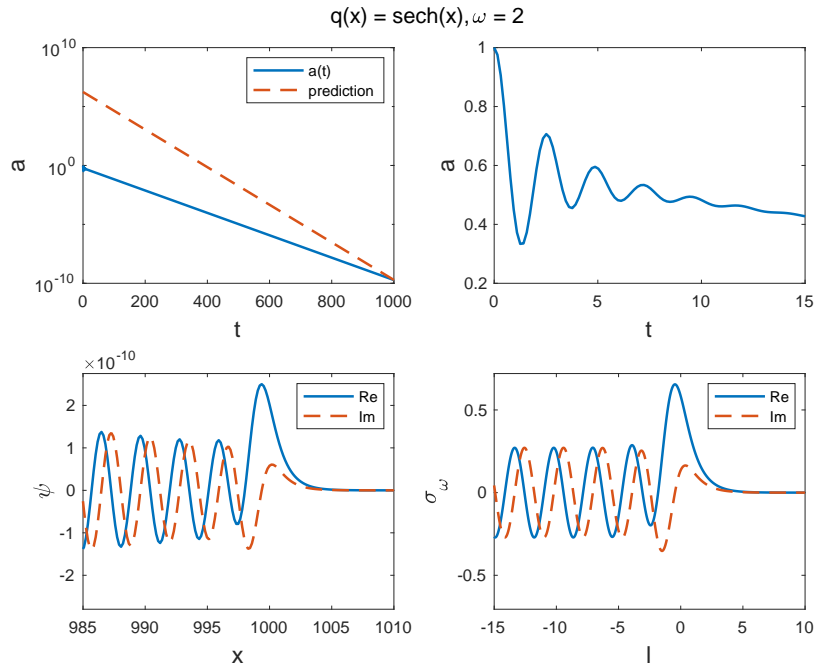 q(x) = sech(x), ω = 2
10^10
10^0
10^-10
a
0 200 400 600 800 1000
t
a(t)
prediction
1
0.8
0.6
0.4
0.2
a
0 5 10 15
t
×10^-10
2
1
0
-1
-2
ψ
985 990 995 1000 1005 1010
x
Re
Im
0.5
0
-0.5
σ_ω
-15 -10 -5 0 5 10
l
Re
Im